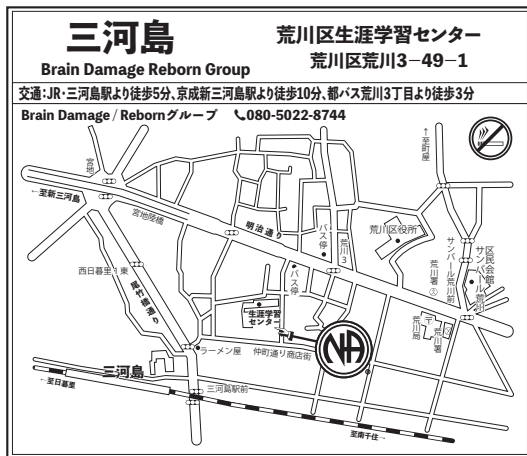 三河島
Brain Damage Reborn Group
荒川区生涯学習センター
荒川区荒川3−49−1
交通:JR・三河島駅より徒歩5分、京成新三河島駅より徒歩10分、都バス荒川3丁目より徒歩3分
Brain Damage / Rebornグループ 080-5022-8744
宮地
←至新三河島
宮地陸橋
明治通り
バス停
荒川3
↑至町屋
荒川区役所
区民会館
サンパール荒川
サンパール荒川前
荒川署
西日暮里1東
尾竹橋通り
バス停
生涯学習
センター
NA
荒川局
荒川署
ラーメン屋
仲町通り商店街
三河島
三河島駅前
←至日暮里
至南千住→